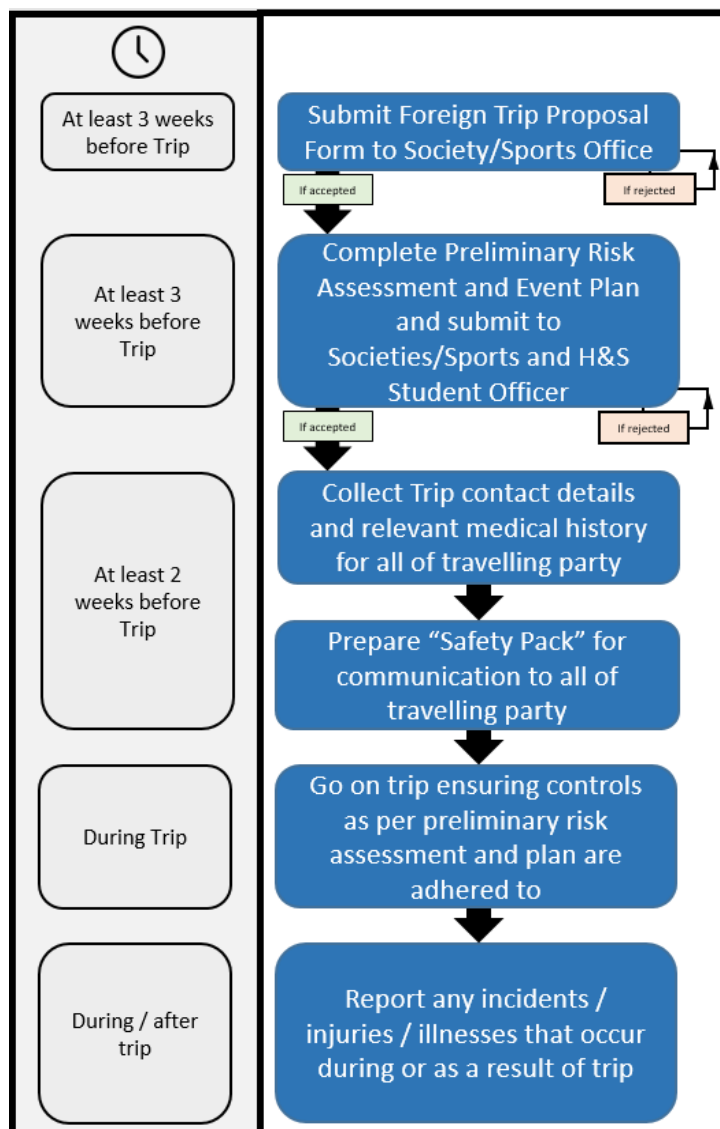 At least 3 weeks
before Trip
Submit Foreign Trip Proposal
Form to Society/Sports Office
If accepted
If rejected
At least 3
weeks before
Trip
Complete Preliminary Risk
Assessment and Event Plan
and submit to
Societies/Sports and H&S
Student Officer
If accepted
If rejected
At least 2
weeks before
Trip
Collect Trip contact details
and relevant medical history
for all of travelling party
Prepare “Safety Pack” for
communication to all of
travelling party
During Trip
Go on trip ensuring controls
as per preliminary risk
assessment and plan are
adhered to
During / after
trip
Report any incidents /
injuries / illnesses that occur
during or as a result of trip